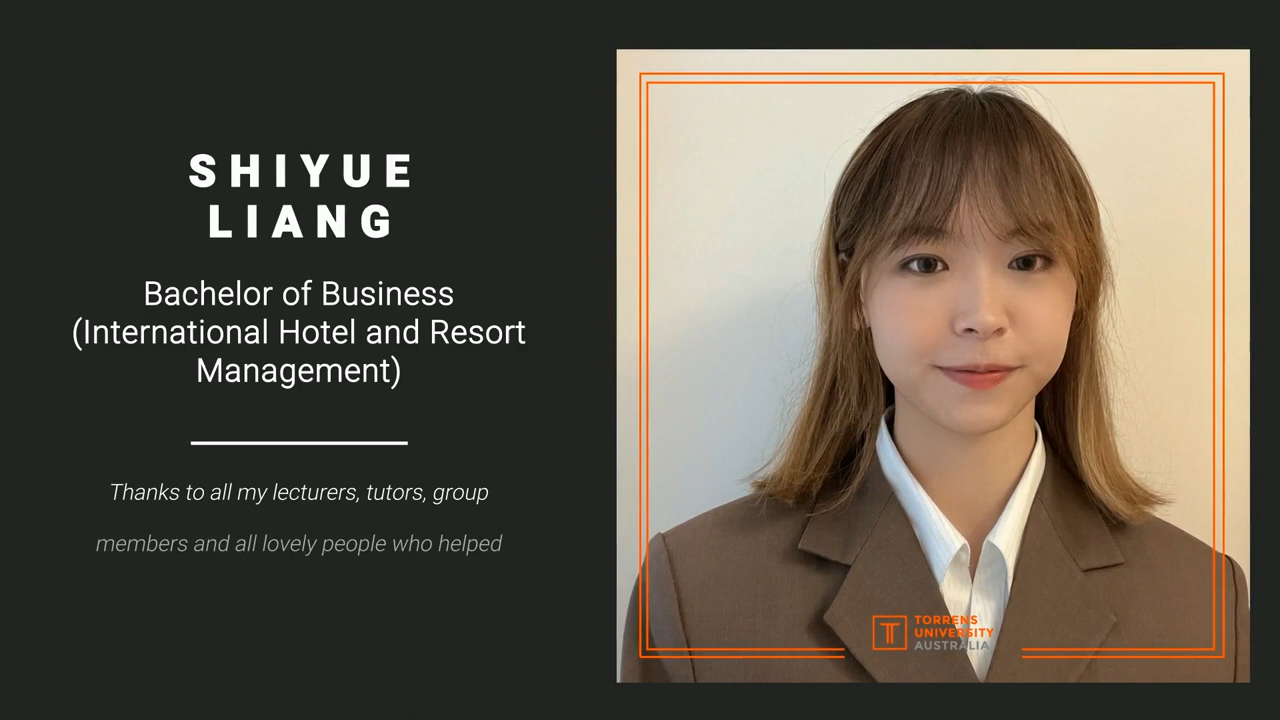 SHIYUE
LIANG
Bachelor of Business
(International Hotel and Resort
Management)
Thanks to all my lecturers, tutors, group
members and all lovely people who helped
TORRENS
UNIVERSITY
AUSTRALIA